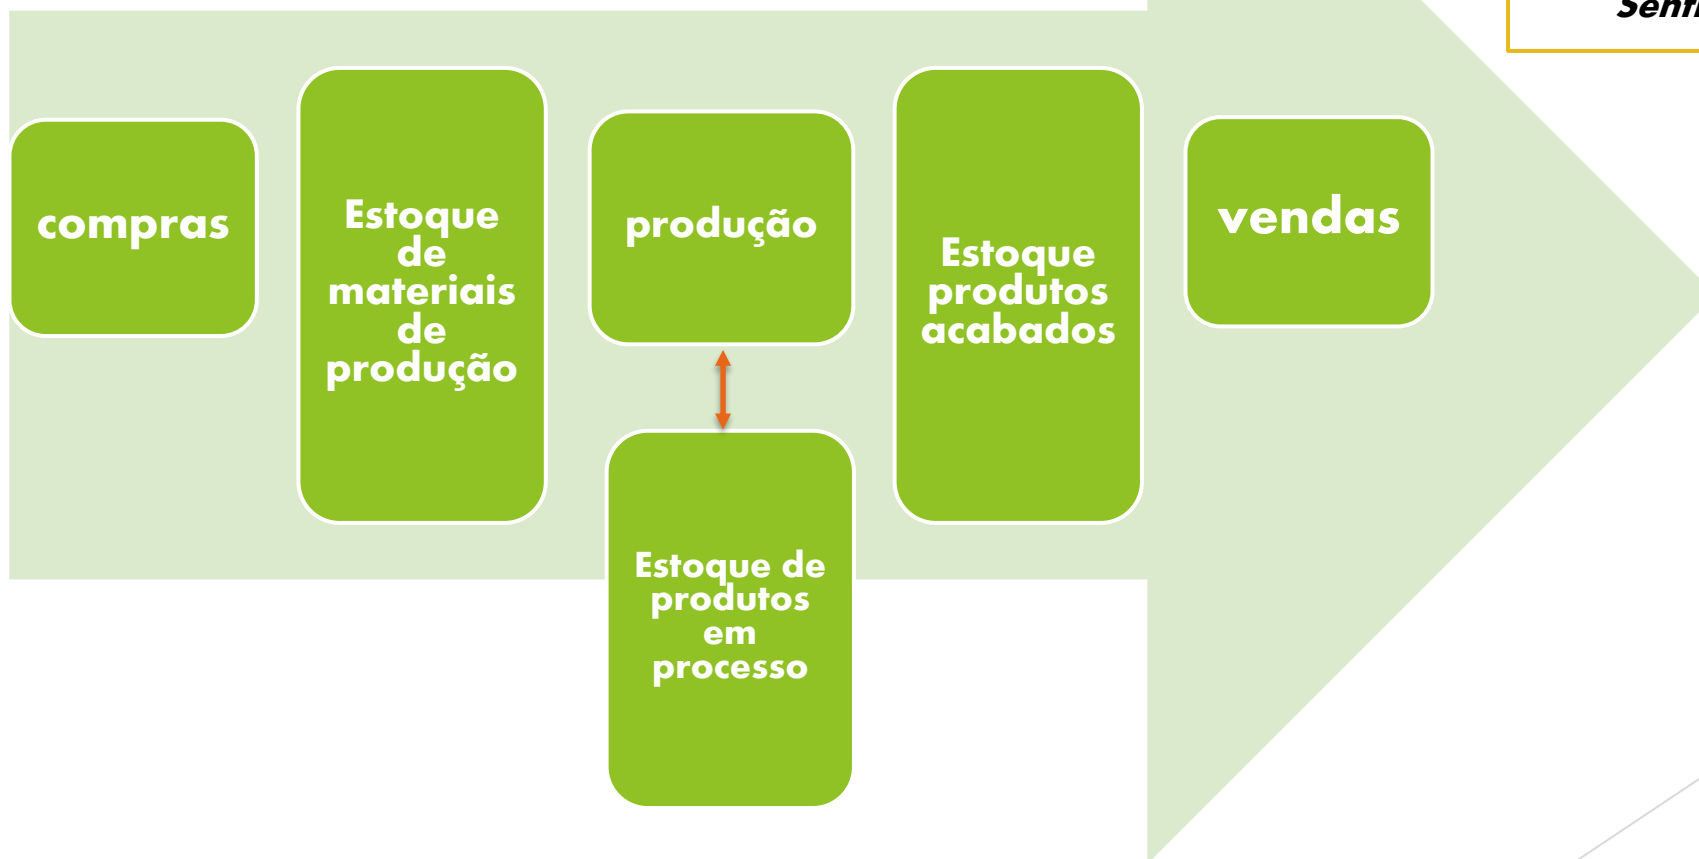 compras
Estoque
de
materiais
de
produção
produção
Estoque
produtos
acabados
vendas
Estoque de
produtos
em
processo